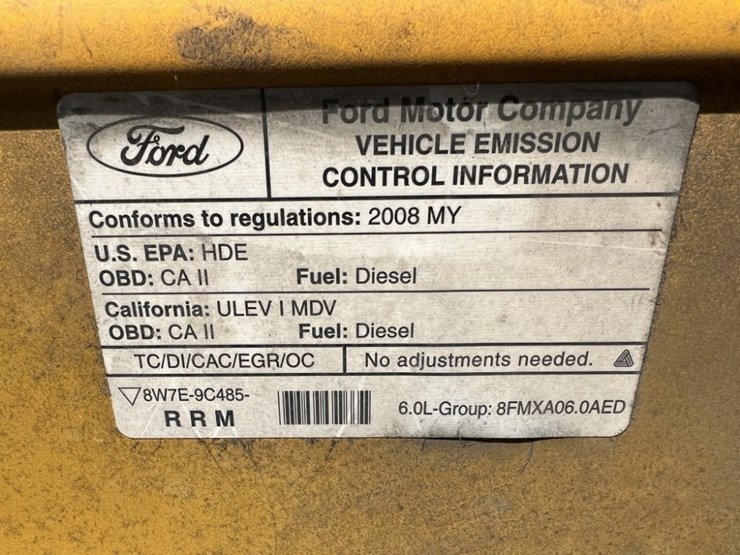 Ford
Ford Motor Company
VEHICLE EMISSION
CONTROL INFORMATION
Conforms to regulations: 2008 MY
U.S. EPA: HDE
OBD: CA II Fuel: Diesel
California: ULEV I MDV
OBD: CA II Fuel: Diesel
TC/DI/CAC/EGR/OC No adjustments needed.
8W7E-9C485-
RRM
6.0L-Group: 8FMXA06.0AED